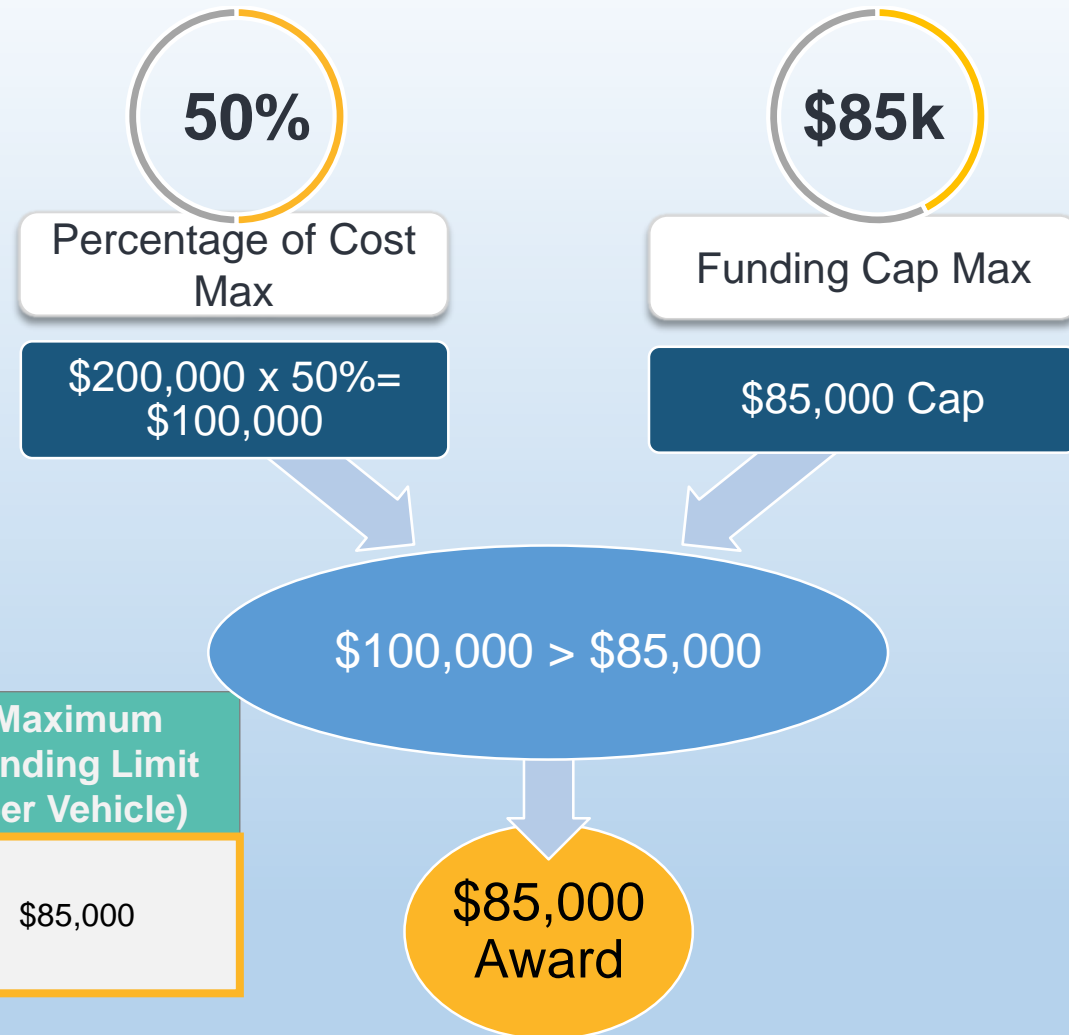 50%
$85k
Percentage of Cost
Max
Funding Cap Max
$200,000 x 50%=
$100,000
$85,000 Cap
$100,000 > $85,000
Maximum
nding Limit
er Vehicle)
$85,000
$85,000
Award